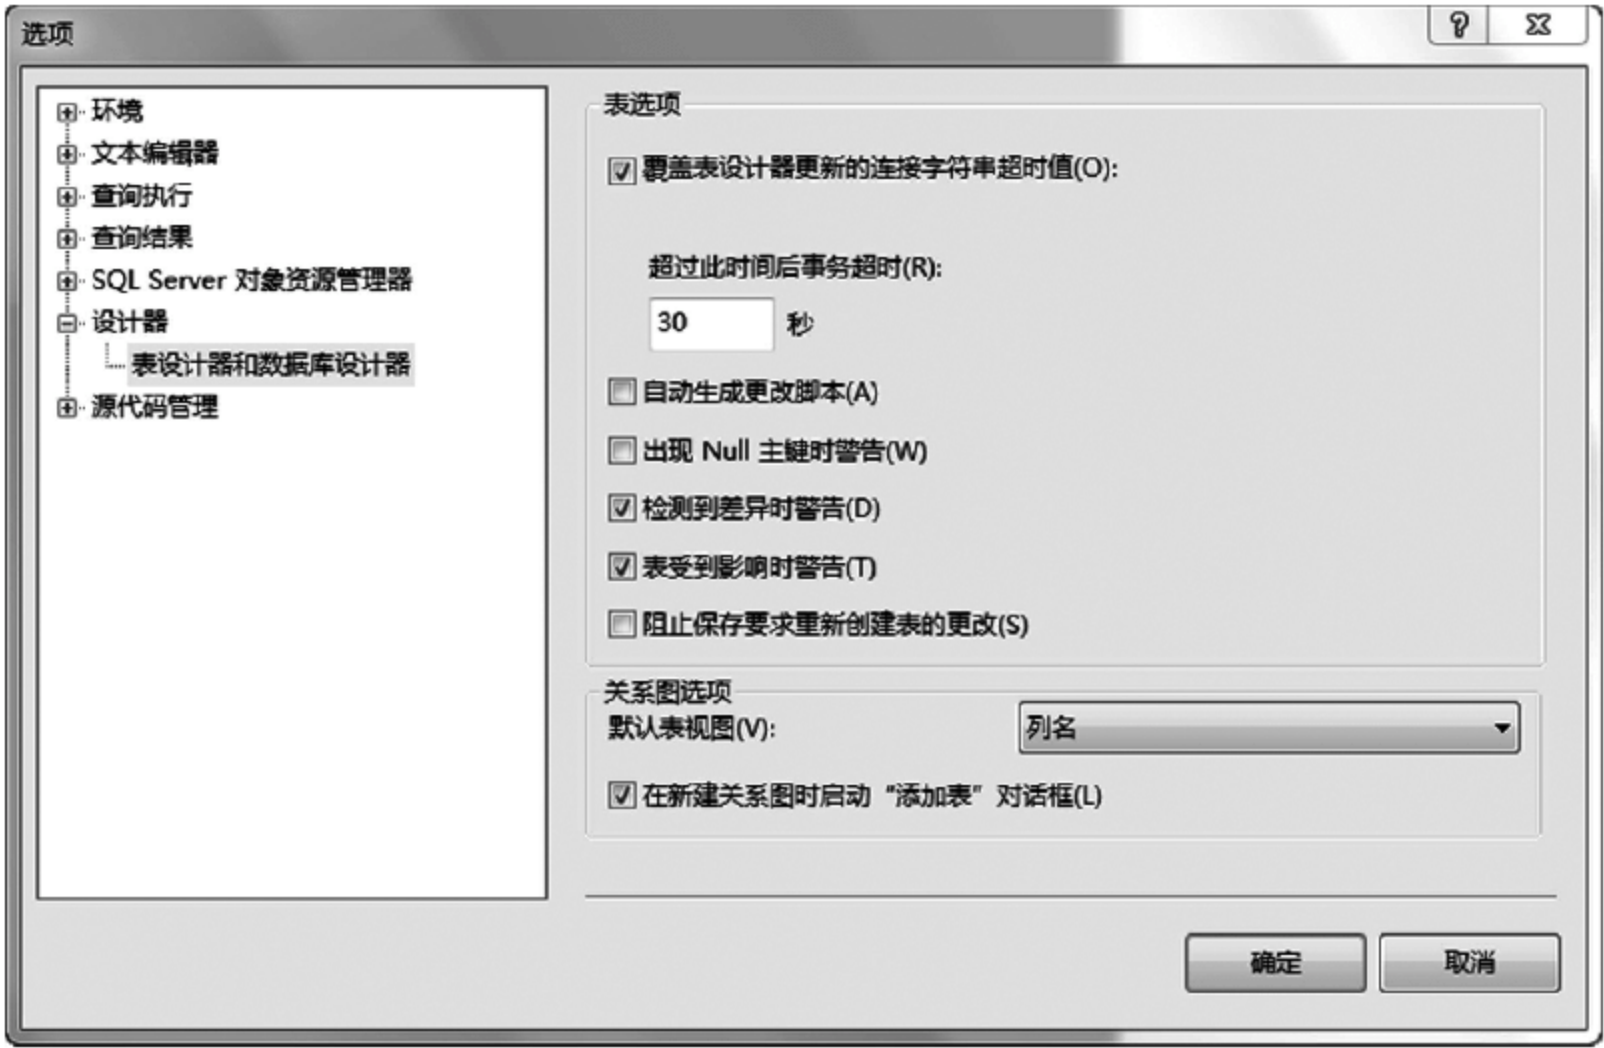 选项
环境
文本编辑器
查询执行
查询结果
SQL Server 对象资源管理器
设计器
表设计器和数据库设计器
源代码管理
表选项
覆盖表设计器更新的连接字符串超时值(O):
超过此时间后事务超时(R):
30 秒
自动生成更改脚本(A)
出现 Null 主键时警告(W)
检测到差异时警告(D)
表受到影响时警告(T)
阻止保存要求重新创建表的更改(S)
关系图选项
默认表视图(V): 列名
在新建关系图时启动“添加表”对话框(L)
确定 取消